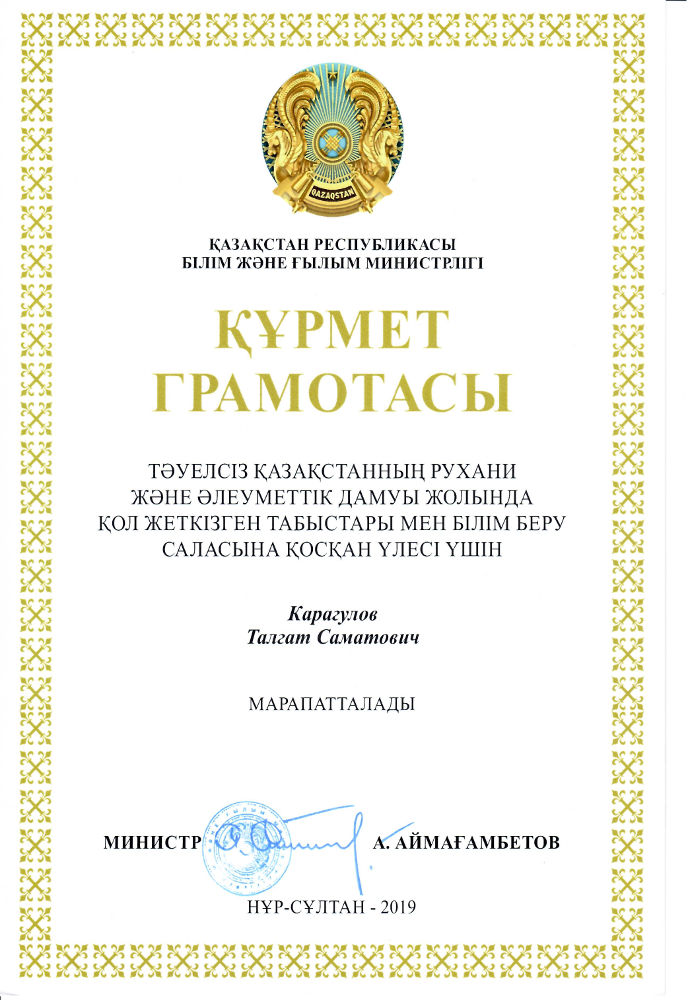 QAZAQSTAN
ҚАЗАҚСТАН РЕСПУБЛИКАСЫ
БІЛІМ ЖӘНЕ ҒЫЛЫМ МИНИСТРЛІГІ
ҚҰРМЕТ
ГРАМОТАСЫ
ТӘУЕЛСІЗ ҚАЗАҚСТАННЫҢ РУХАНИ
ЖӘНЕ ӘЛЕУМЕТТІК ДАМУЫ ЖОЛЫНДА
ҚОЛ ЖЕТКІЗГЕН ТАБЫСТАРЫ МЕН БІЛІМ БЕРУ
САЛАСЫНА ҚОСҚАН ҮЛЕСІ ҮШІН
Карагулов
Талгат Саматович
МАРАПАТТАЛАДЫ
МИНИСТР А. АЙМАҒАМБЕТОВ
НҰР-СҰЛТАН - 2019